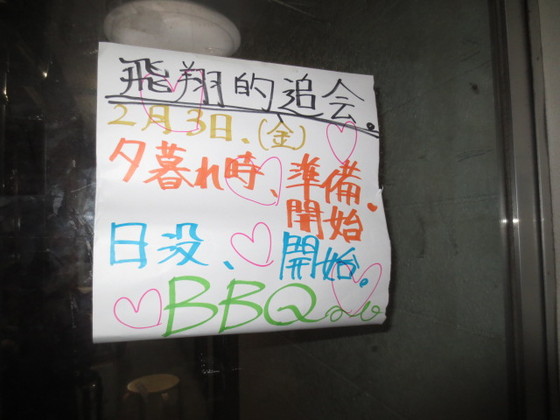 飛翔的追会。
2月3日、(金)
夕暮れ時、準備。
開始
日没、開始。
BBQ